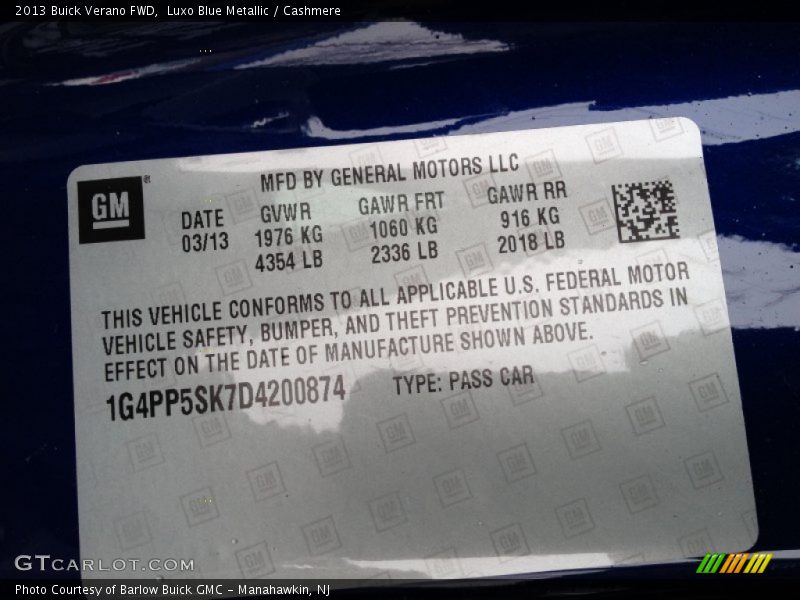 2013 Buick Verano FWD,  Luxo Blue Metallic / Cashmere
GM
MFD BY GENERAL MOTORS LLC
DATE GVWR GAWR FRT GAWR RR
03/13 1976 KG 1060 KG 916 KG
4354 LB 2336 LB 2018 LB
THIS VEHICLE CONFORMS TO ALL APPLICABLE U.S. FEDERAL MOTOR
VEHICLE SAFETY, BUMPER, AND THEFT PREVENTION STANDARDS IN
EFFECT ON THE DATE OF MANUFACTURE SHOWN ABOVE.
1G4PP5SK7D4200874 TYPE: PASS CAR
GTCARLOT.COM
Photo Courtesy of Barlow Buick GMC – Manahawkin, NJ